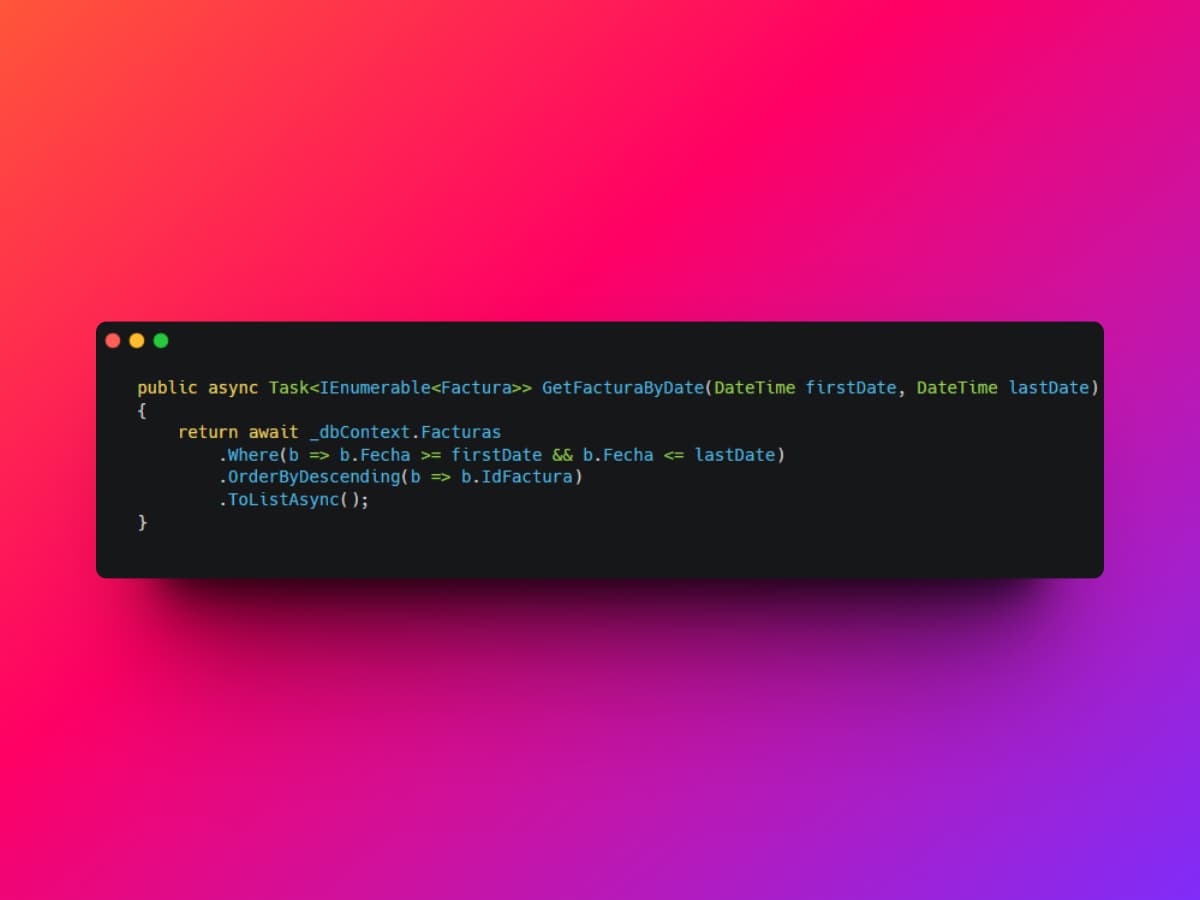 public async Task<IEnumerable<Factura>> GetFacturaByDate(DateTime firstDate, DateTime lastDate)
{
    return await _dbContext.Facturas
        .Where(b => b.Fecha >= firstDate && b.Fecha <= lastDate)
        .OrderByDescending(b => b.IdFactura)
        .ToListAsync();
}